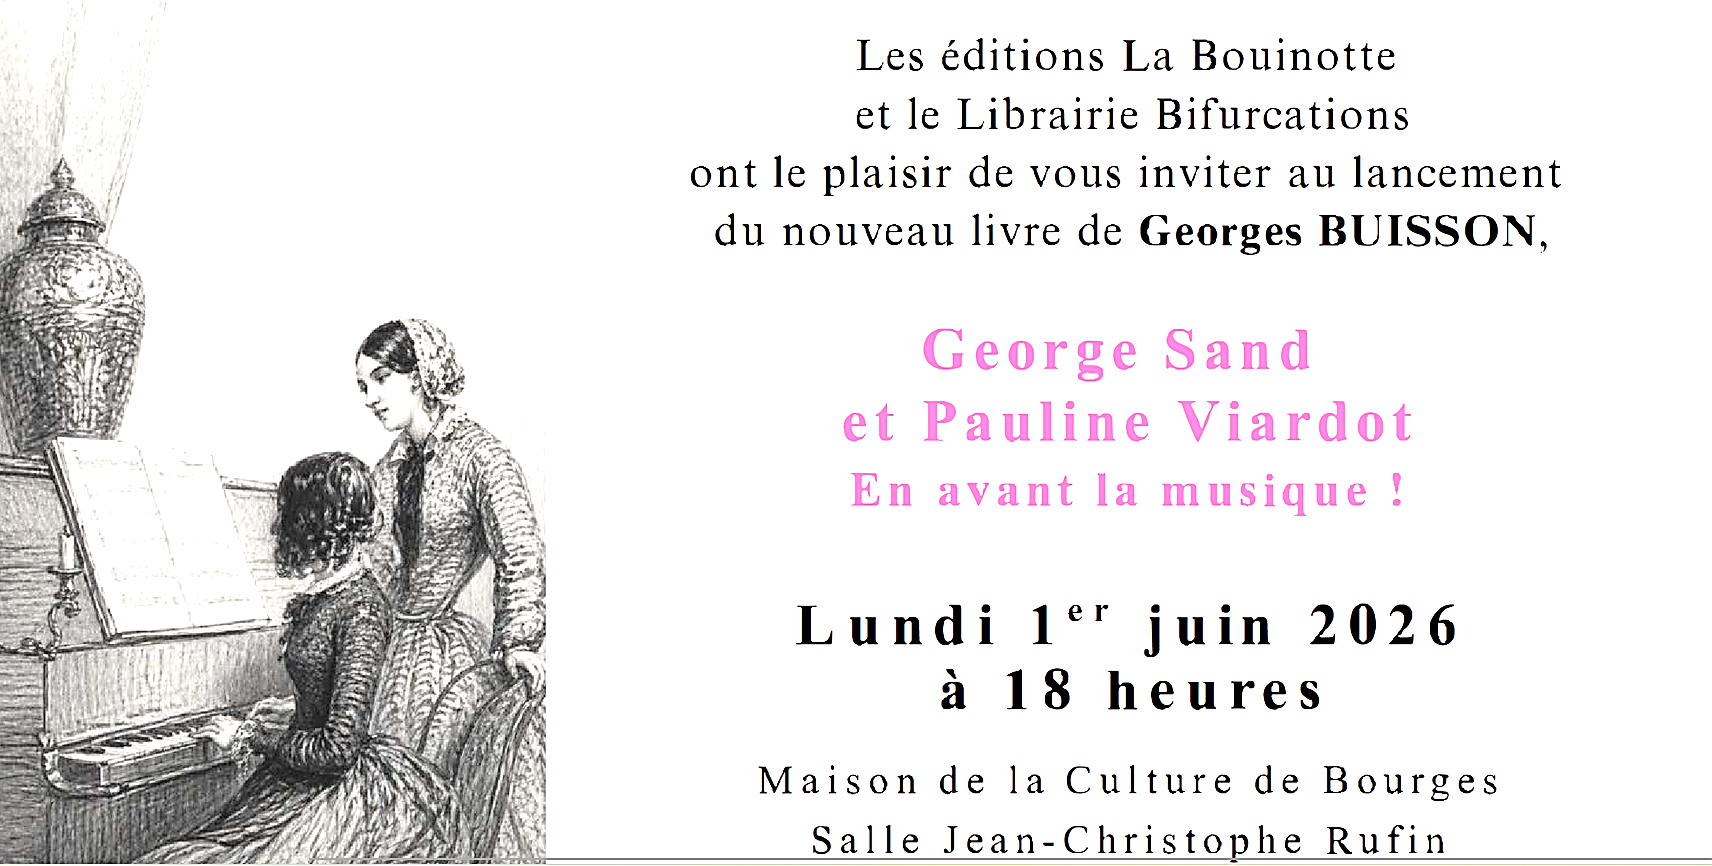 Les éditions La Bouinotte
et le Librairie Bifurcations
ont le plaisir de vous inviter au lancement
du nouveau livre de Georges BUISSON,
George Sand
et Pauline Viardot
En avant la musique !
Lundi 1er juin 2026
à 18 heures
Maison de la Culture de Bourges
Salle Jean-Christophe Rufin